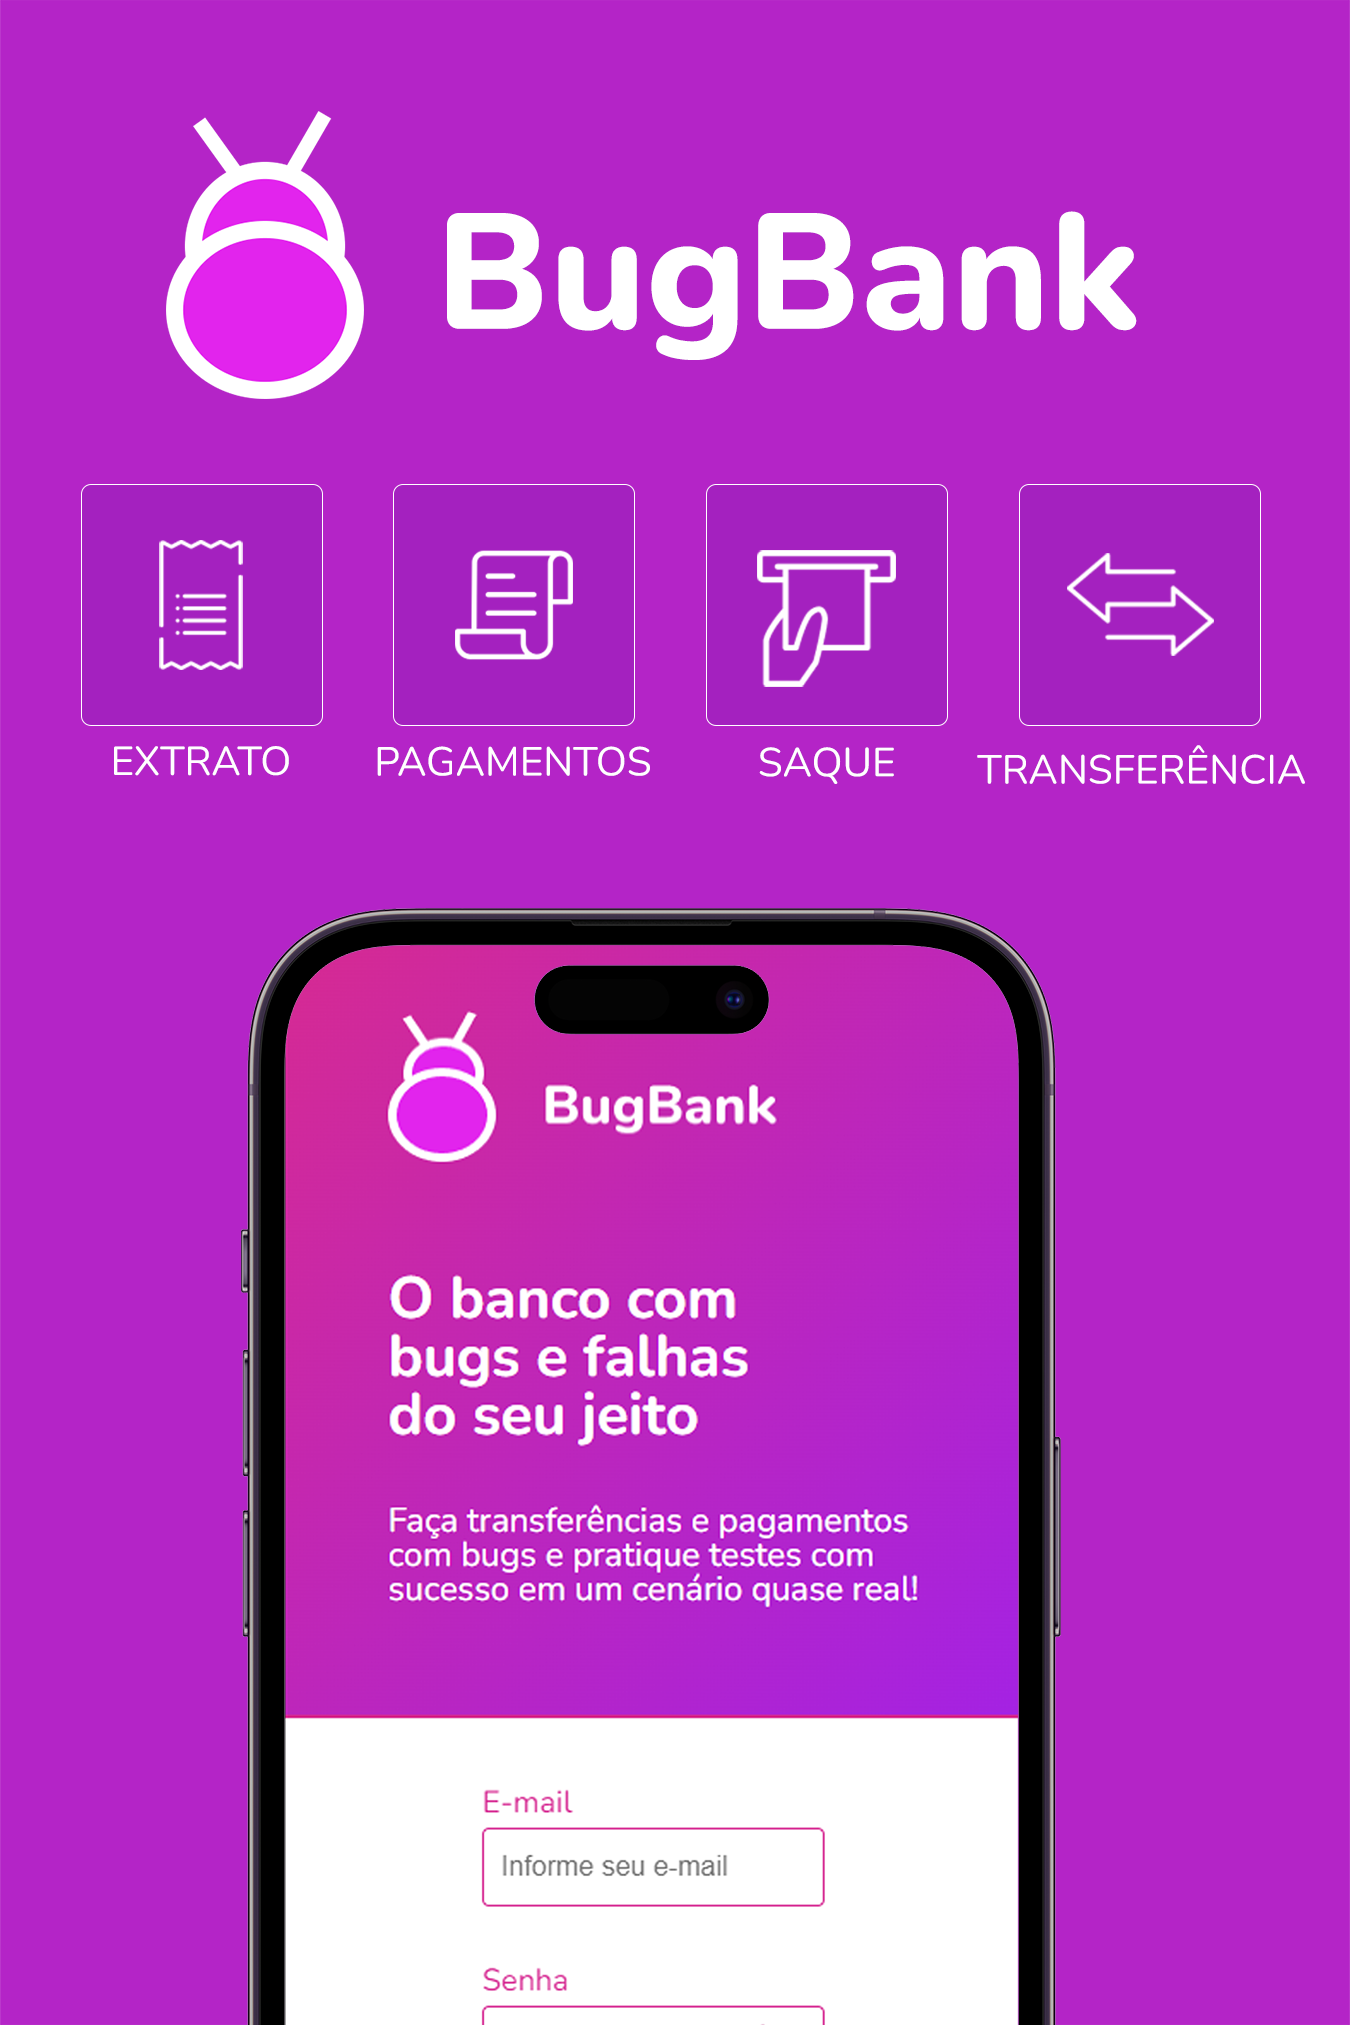 BugBank
EXTRATO
PAGAMENTOS
SAQUE
TRANSFERÊNCIA
BugBank
O banco com
bugs e falhas
do seu jeito
Faça transferências e pagamentos
com bugs e pratique testes com
sucesso em um cenário quase real!
E-mail
Informe seu e-mail
Senha